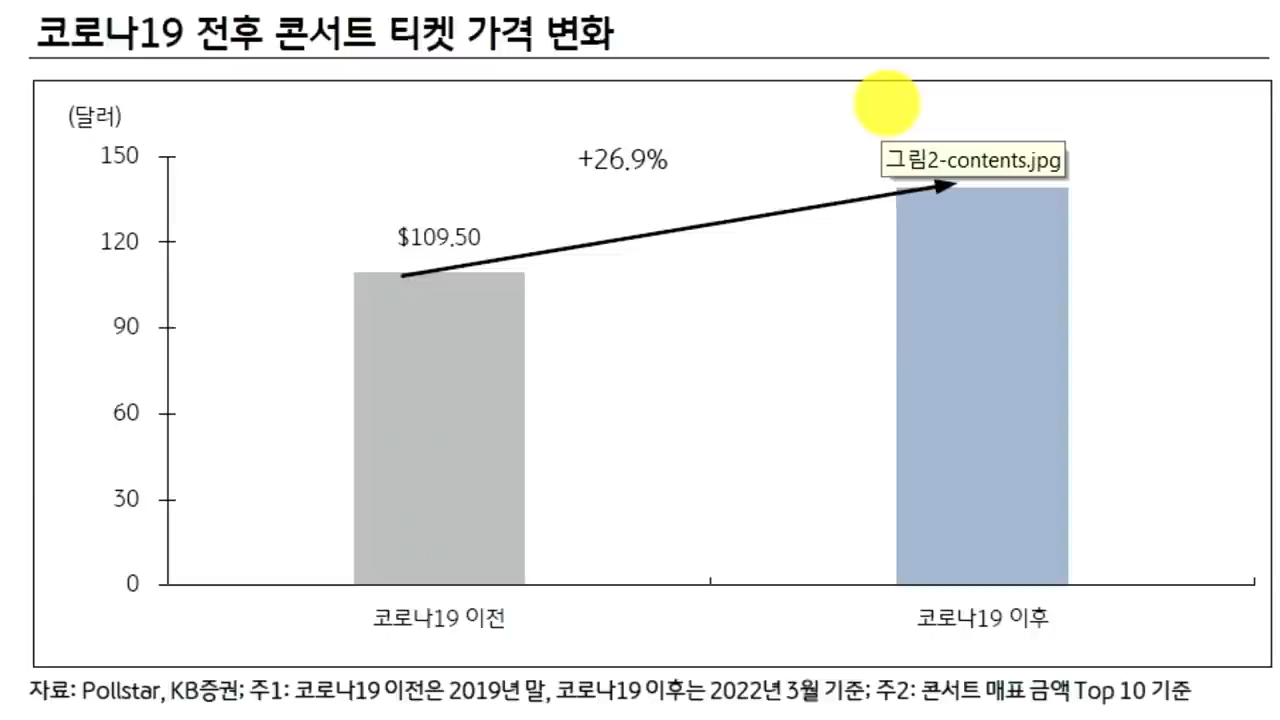 코로나19 전후 콘서트 티켓 가격 변화
(달러)
150
+26.9%
그림2-contents.jpg
120
$109.50
90
60
30
0
코로나19 이전
코로나19 이후
자료: Pollstar, KB증권; 주1: 코로나19 이전은 2019년 말, 코로나19 이후는 2022년 3월 기준; 주2: 콘서트 매표 금액 Top 10 기준